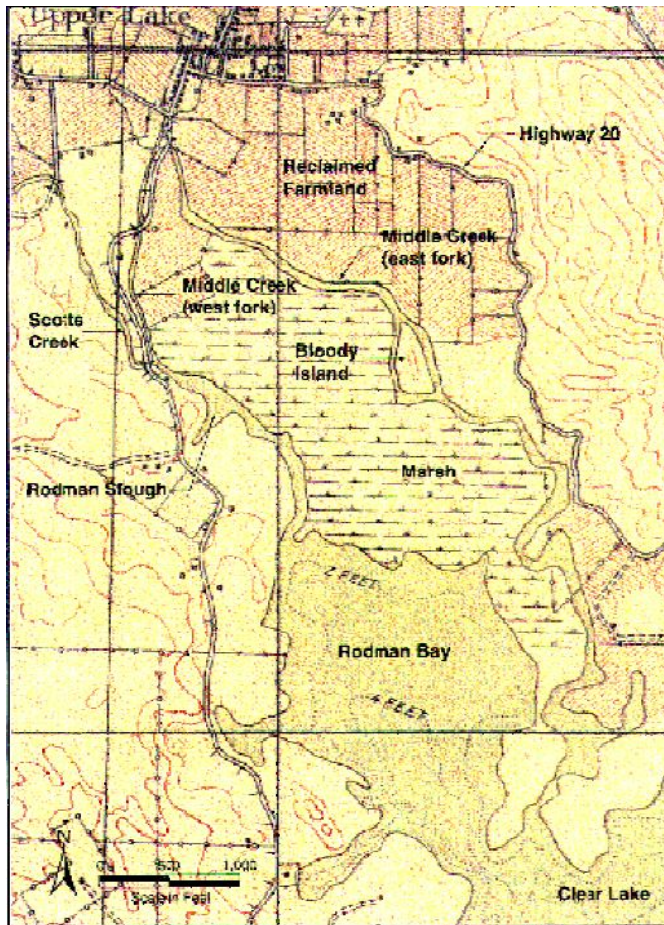 Upper Lake
Highway 20
Reclaimed
Farmland
Middle Creek
(east fork)
Middle Creek
(west fork)
Scotts
Creek
Bloody
Island
Marsh
Rodman Slough
2 FEET
Rodman Bay
4 FEET
N
0 500 1,000
Scale in Feet
Clear Lake